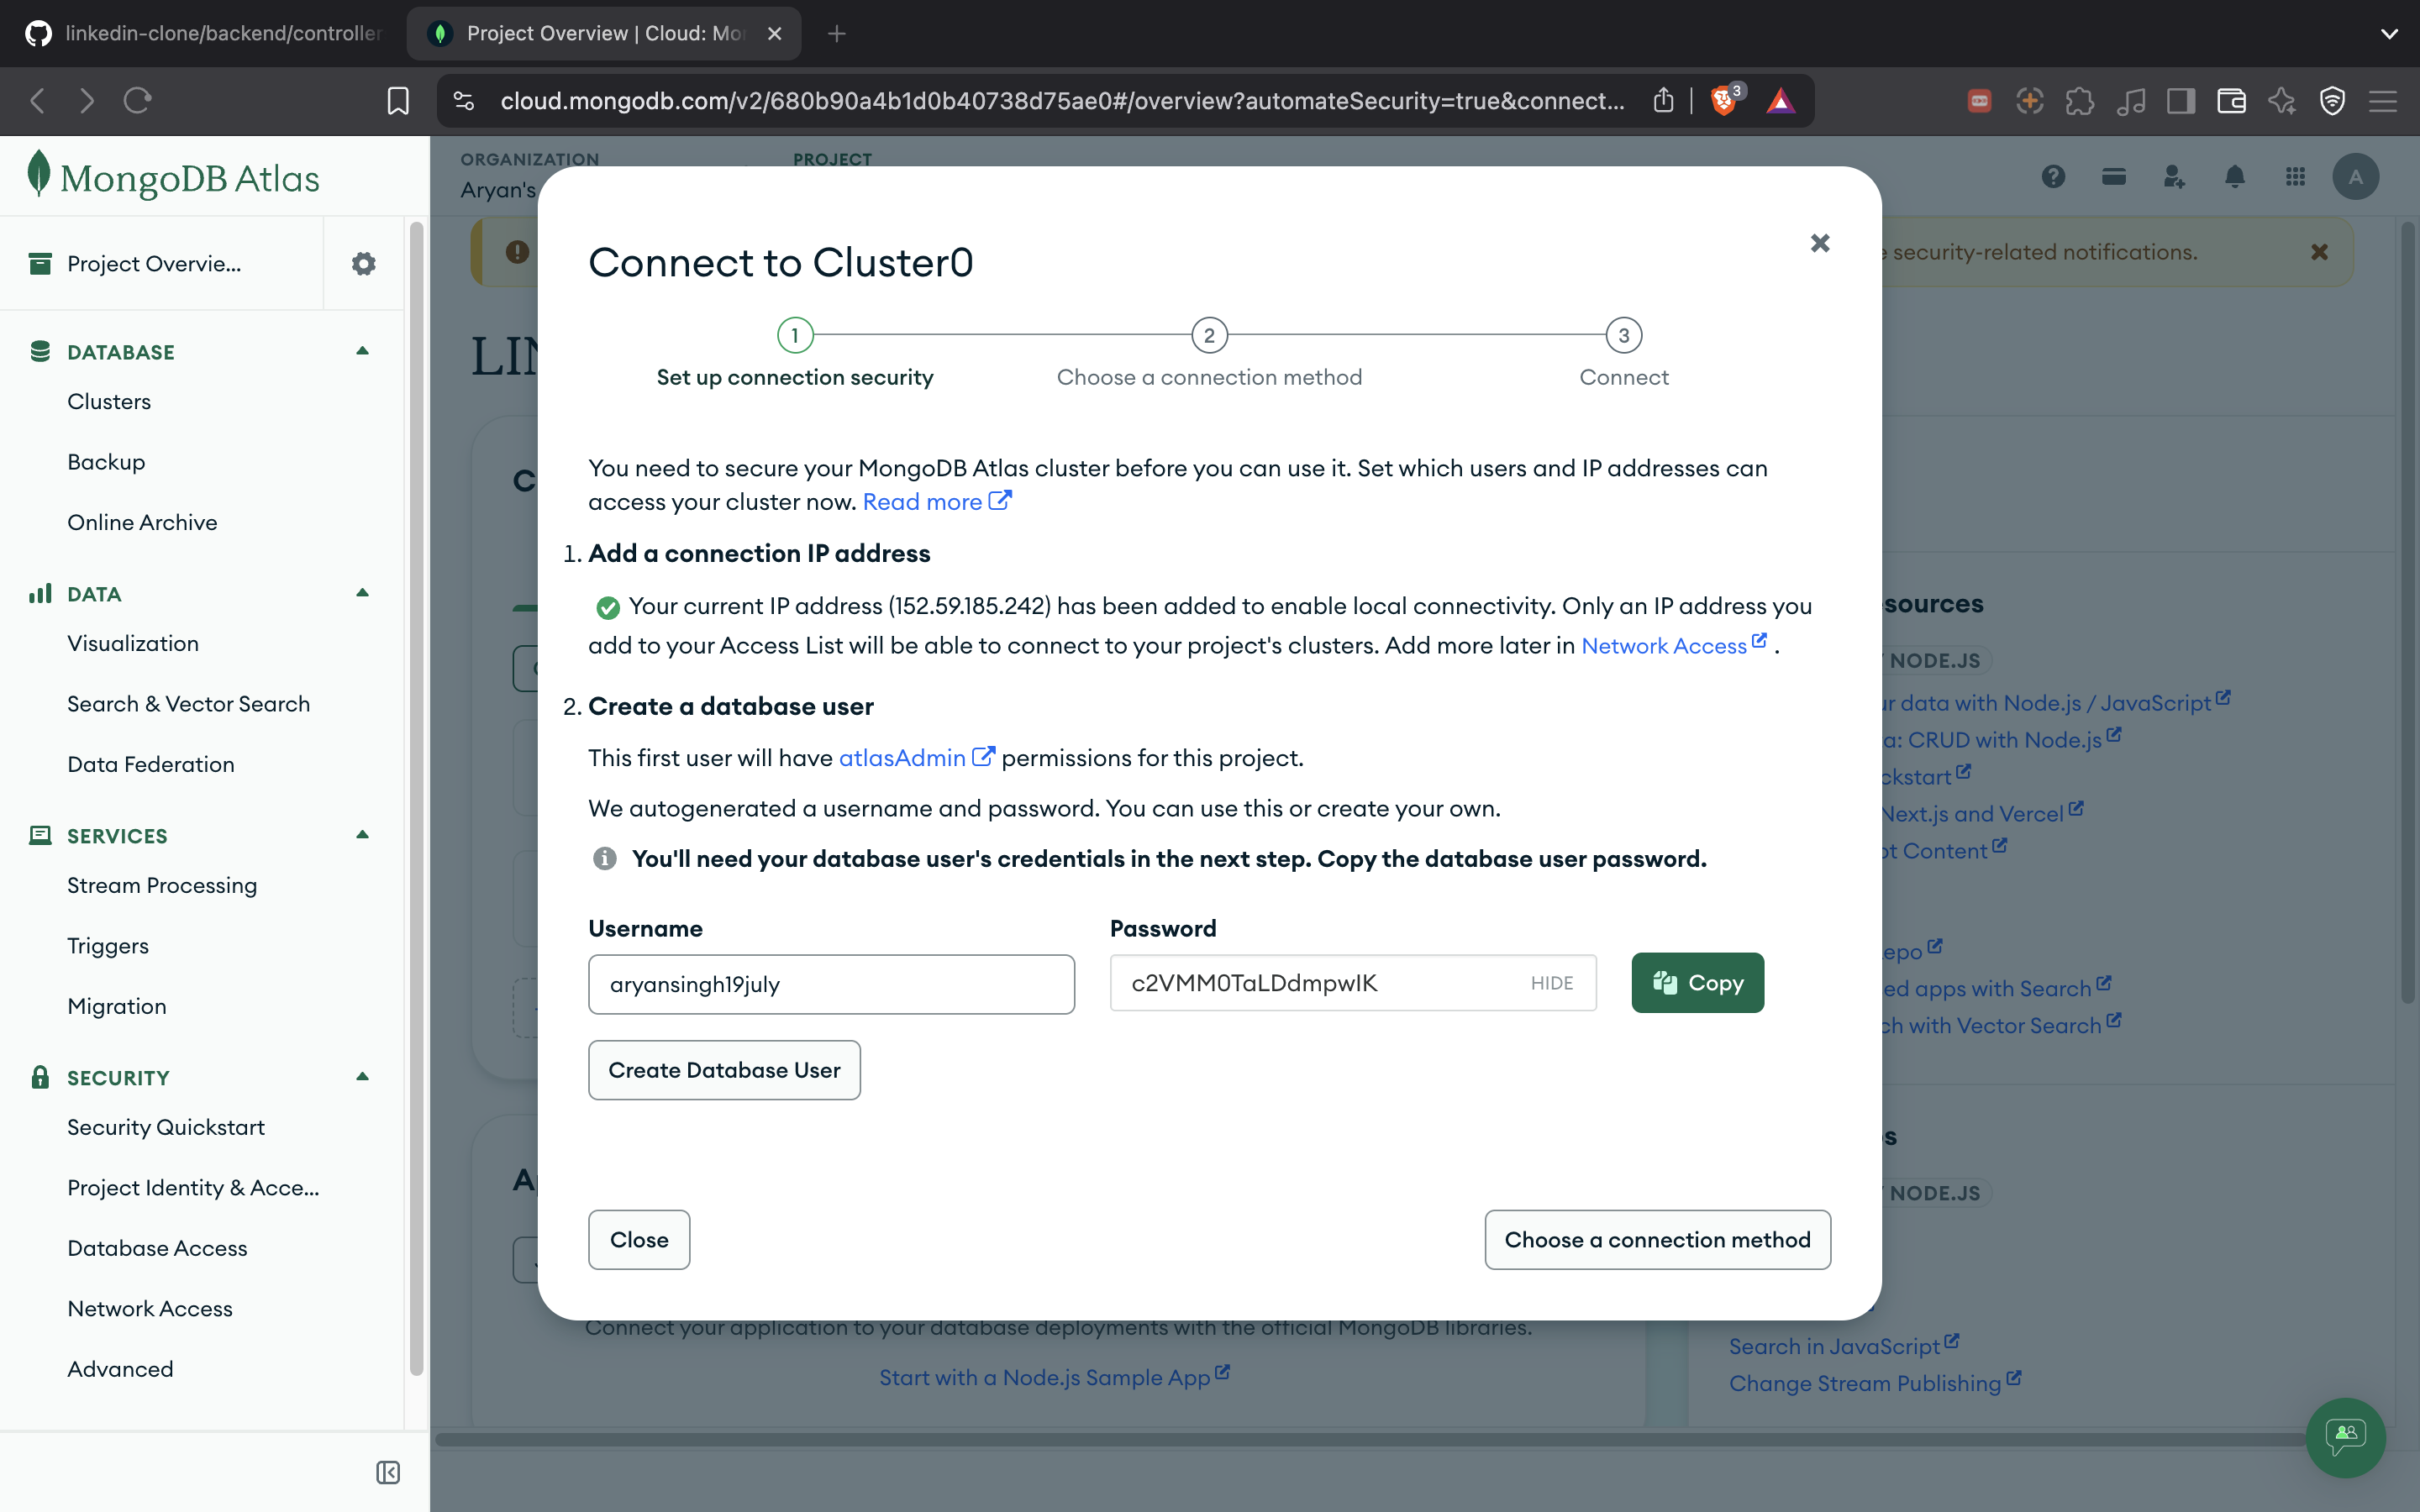 linkedin-clone/backend/controller
Project Overview | Cloud: Mo
cloud.mongodb.com/v2/680b90a4b1d0b40738d75ae0#/overview?automateSecurity=true&connect...
3
MongoDB Atlas
ORGANIZATION
Aryan's
PROJECT
A
Project Overvie...
DATABASE
Clusters
Backup
Online Archive
DATA
Visualization
Search & Vector Search
Data Federation
SERVICES
Stream Processing
Triggers
Migration
SECURITY
Security Quickstart
Project Identity & Acce...
Database Access
Network Access
Advanced
security-related notifications.
Connect to Cluster0
1
2
3
Set up connection security
Choose a connection method
Connect
You need to secure your MongoDB Atlas cluster before you can use it. Set which users and IP addresses can
access your cluster now. Read more
1. Add a connection IP address
Your current IP address (152.59.185.242) has been added to enable local connectivity. Only an IP address you
add to your Access List will be able to connect to your project's clusters. Add more later in Network Access .
2. Create a database user
This first user will have atlasAdmin permissions for this project.
We autogenerated a username and password. You can use this or create your own.
You'll need your database user's credentials in the next step. Copy the database user password.
Username
Password
aryansingh19july
c2VMM0TaLDdmpwIK
HIDE
Copy
Create Database User
Close
Choose a connection method
sources
NODE.JS
ur data with Node.js / JavaScript
a: CRUD with Node.js
ckstart
Next.js and Vercel
ot Content
epo
ed apps with Search
ch with Vector Search
s
NODE.JS
Connect your application to your database deployments with the official MongoDB libraries.
Start with a Node.js Sample App
Search in JavaScript
Change Stream Publishing